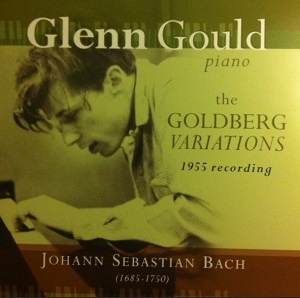 Glenn Gould
piano
the
GOLDBERG
VARIATIONS
1955 recording
JOHANN SEBASTIAN BACH
(1685-1750)